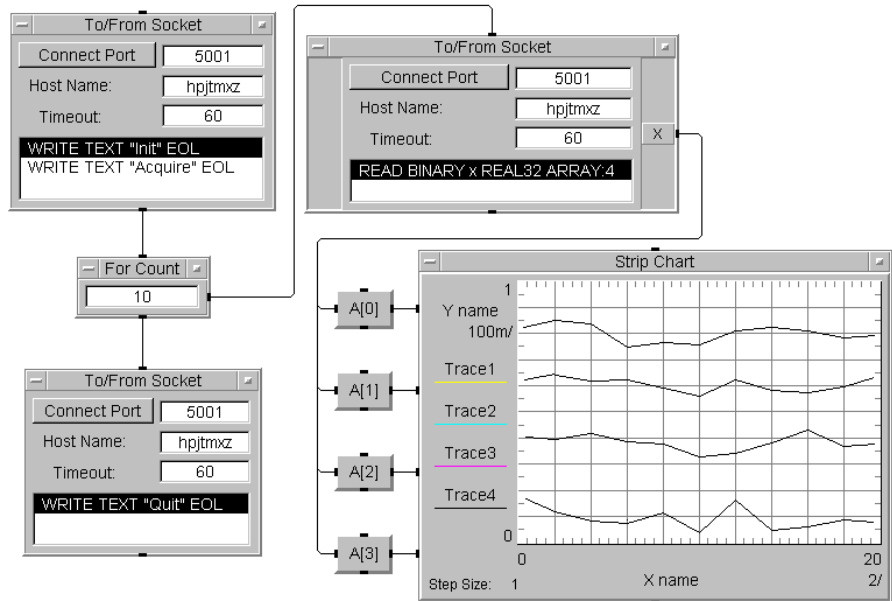 To/From Socket
Connect Port 5001
Host Name: hpjtmxz
Timeout: 60
WRITE TEXT "Init" EOL
WRITE TEXT "Acquire" EOL
For Count
10
To/From Socket
Connect Port 5001
Host Name: hpjtmxz
Timeout: 60
WRITE TEXT "Quit" EOL
To/From Socket
Connect Port 5001
Host Name: hpjtmxz
Timeout: 60
X
READ BINARY x REAL32 ARRAY:4
A[0]
A[1]
A[2]
A[3]
Strip Chart
1
Y name
100m/
Trace1
Trace2
Trace3
Trace4
0
0 20
Step Size: 1 X name 2/